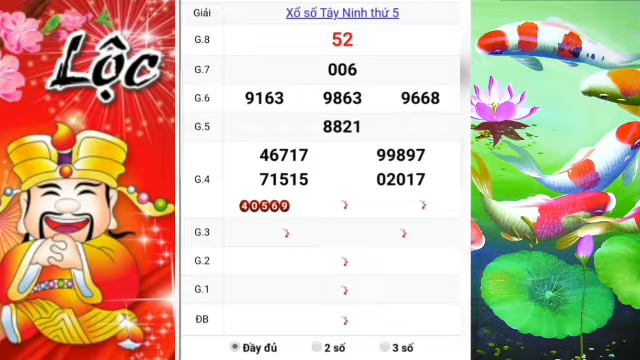 Lộc
Giải Xổ số Tây Ninh thứ 5
G.8 52
G.7 006
G.6 9163 9863 9668
G.5 8821
G.4 46717 99897
71515 02017
40569
G.3
G.2
G.1
ĐB
Đầy đủ 2 số 3 số